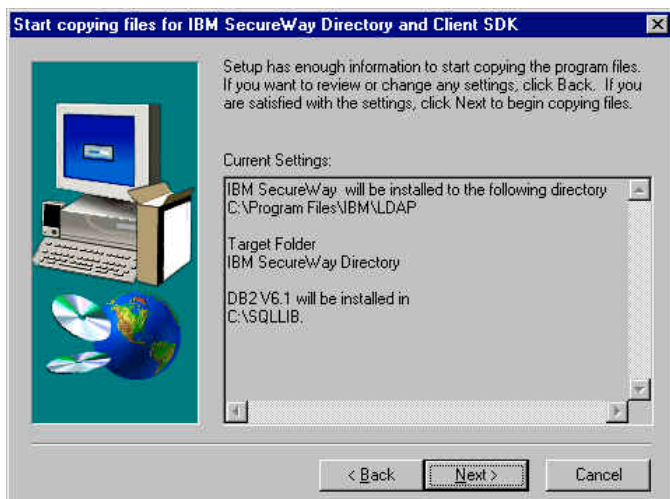 Start copying files for IBM SecureWay Directory and Client SDK
Setup has enough information to start copying the program files.
If you want to review or change any settings, click Back. If you
are satisfied with the settings, click Next to begin copying files.
Current Settings:
IBM SecureWay will be installed to the following directory
C:\Program Files\IBM\LDAP
Target Folder
IBM SecureWay Directory
DB2 V6.1 will be installed in
C:\SQLLIB.
< Back
Next >
Cancel